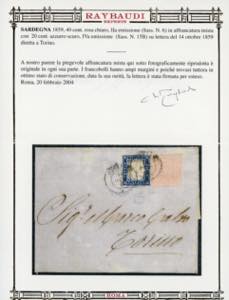 RAYBAUDI
EXPERTS
SARDEGNA 1859, 40 cent. rosa chiaro, IIa emissione (Sass. N. 6) in affrancatura mista
con 20 cent. azzurro-scuro, IVa emissione (Sass. N. 15B) su lettera del 14 ottobre 1859
diretta a Torino.
A nostro parere la pregevole affrancatura mista qui sotto fotograficamente riprodotta è
originale in ogni sua parte. I francobolli hanno ampi margini e poiché trovasi tuttora in
ottimo stato di conservazione, data la sua rarità, la lettera è stata firmata per esteso.
Roma, 20 febbraio 2004
Torino
ROMA